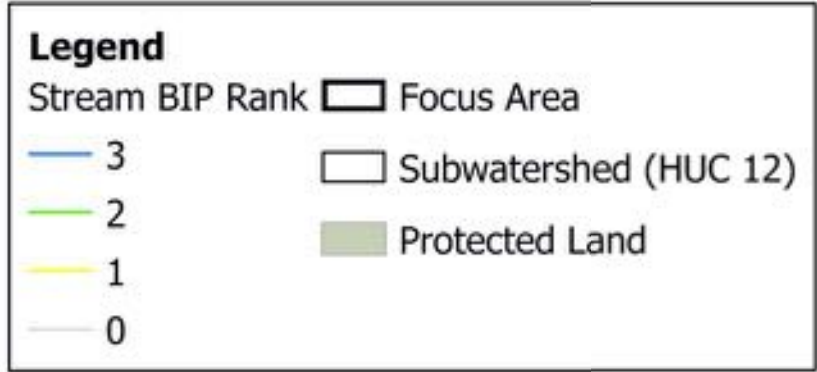 Legend
Stream BIP Rank
3
2
1
0
Focus Area
Subwatershed (HUC 12)
Protected Land